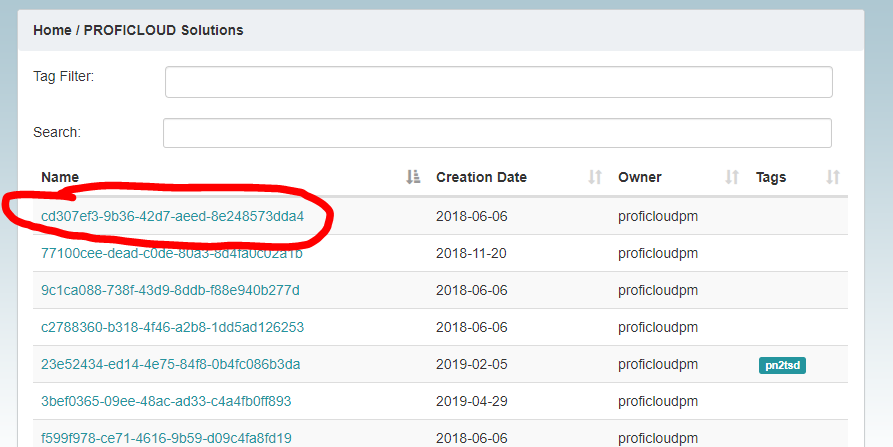 Home / PROFICLOUD Solutions
Tag Filter:
Search:
Name Creation Date Owner Tags
cd307ef3-9b36-42d7-aeed-8e248573dda4 2018-06-06 proficloudpm
77100cee-dead-c0de-80a3-8d4fa0c02a1b 2018-11-20 proficloudpm
9c1ca088-738f-43d9-8ddb-f88e940b277d 2018-06-06 proficloudpm
c2788360-b318-4f46-a2b8-1dd5ad126253 2018-06-06 proficloudpm
23e52434-ed14-4e75-84f8-0b4fc086b3da 2019-02-05 proficloudpm pn2tsd
3bef0365-09ee-48ac-ad33-c4a4fb0ff893 2019-04-29 proficloudpm
f599f978-ce71-4616-9b59-d09c4fa8fd19 2018-06-06 proficloudpm